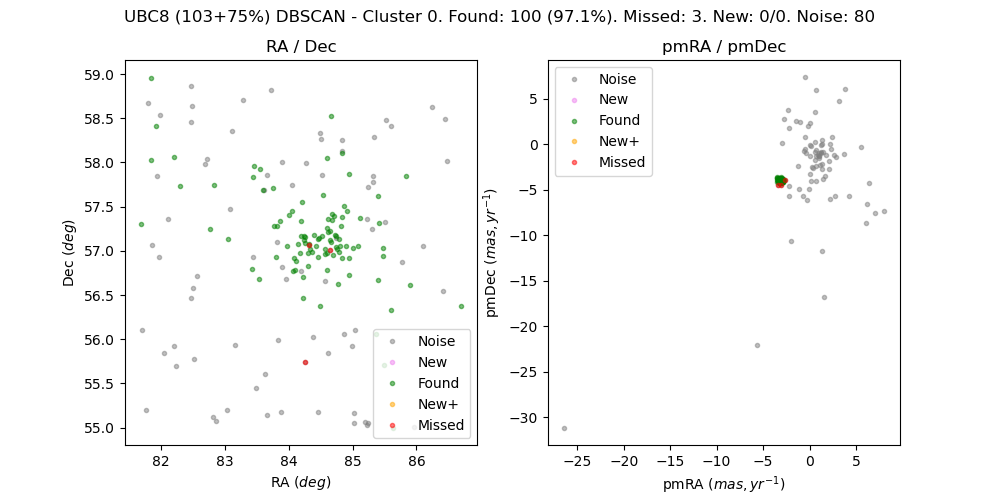 UBC8 (103+75%) DBSCAN - Cluster 0. Found: 100 (97.1%). Missed: 3. New: 0/0. Noise: 80
RA / Dec
59.0
58.5
58.0
57.5
57.0
56.5
56.0
55.5
55.0
Dec (deg)
82 83 84 85 86
RA (deg)
Noise
New
Found
New+
Missed
pmRA / pmDec
5
0
−5
−10
−15
−20
−25
−30
pmDec (mas, yr⁻¹)
−25 −20 −15 −10 −5 0 5
pmRA (mas, yr⁻¹)
Noise
New
Found
New+
Missed